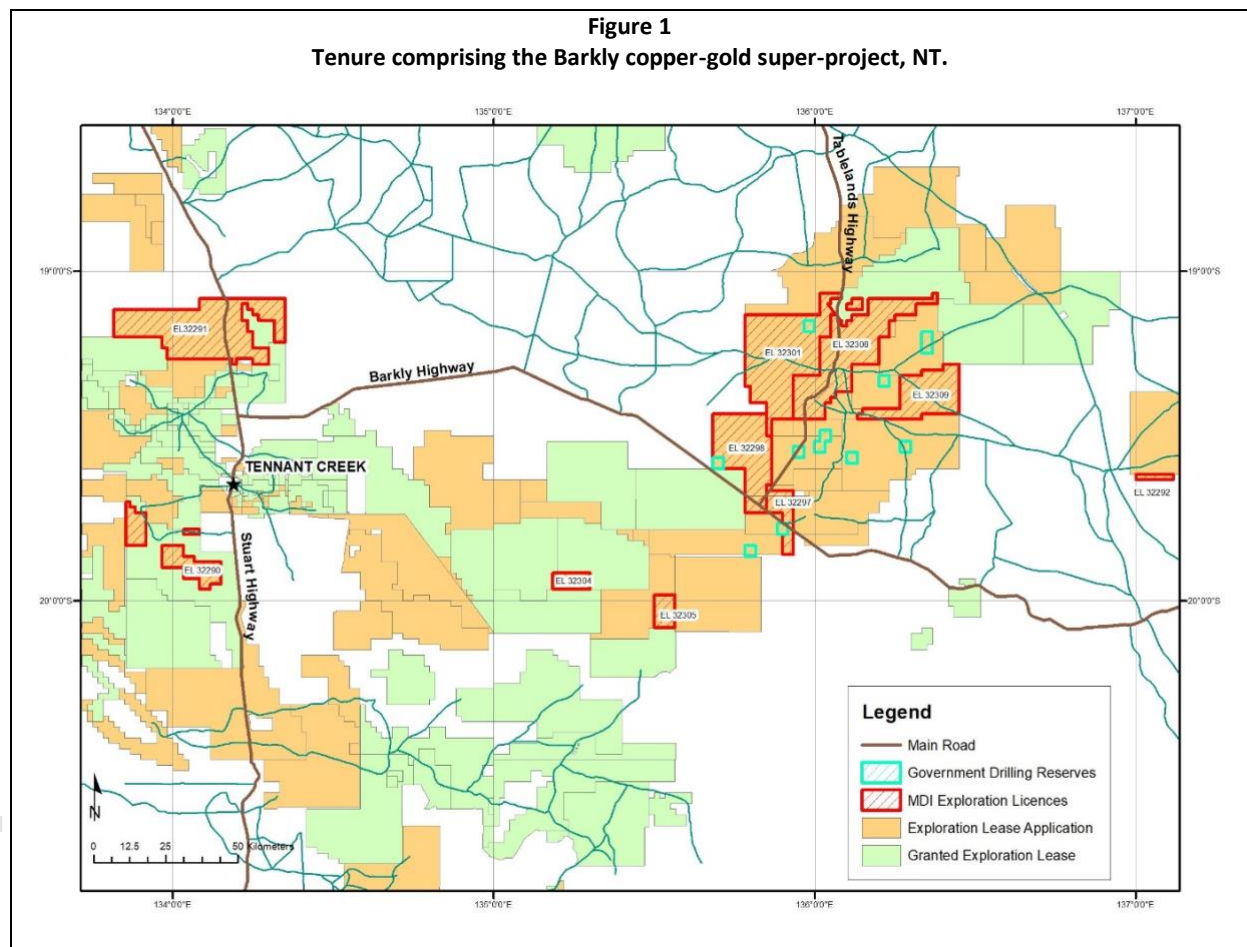 Figure 1
Tenure comprising the Barkly copper-gold super-project, NT.
134°0'0"E
135°0'0"E
136°0'0"E
137°0'0"E
Tablelands Highway
19°0'0"S
19°0'0"S
EL32291
EL 32301
EL 32308
Barkly Highway
EL 32309
EL 32298
TENNANT CREEK
EL 32297
EL 32292
EL 32290
EL 32304
EL 32305
Stuart Highway
20°0'0"S
20°0'0"S
Legend
Main Road
Government Drilling Reserves
MDI Exploration Licences
Exploration Lease Application
Granted Exploration Lease
N
0 12.5 25 50 Kilometers
134°0'0"E
135°0'0"E
136°0'0"E
137°0'0"E